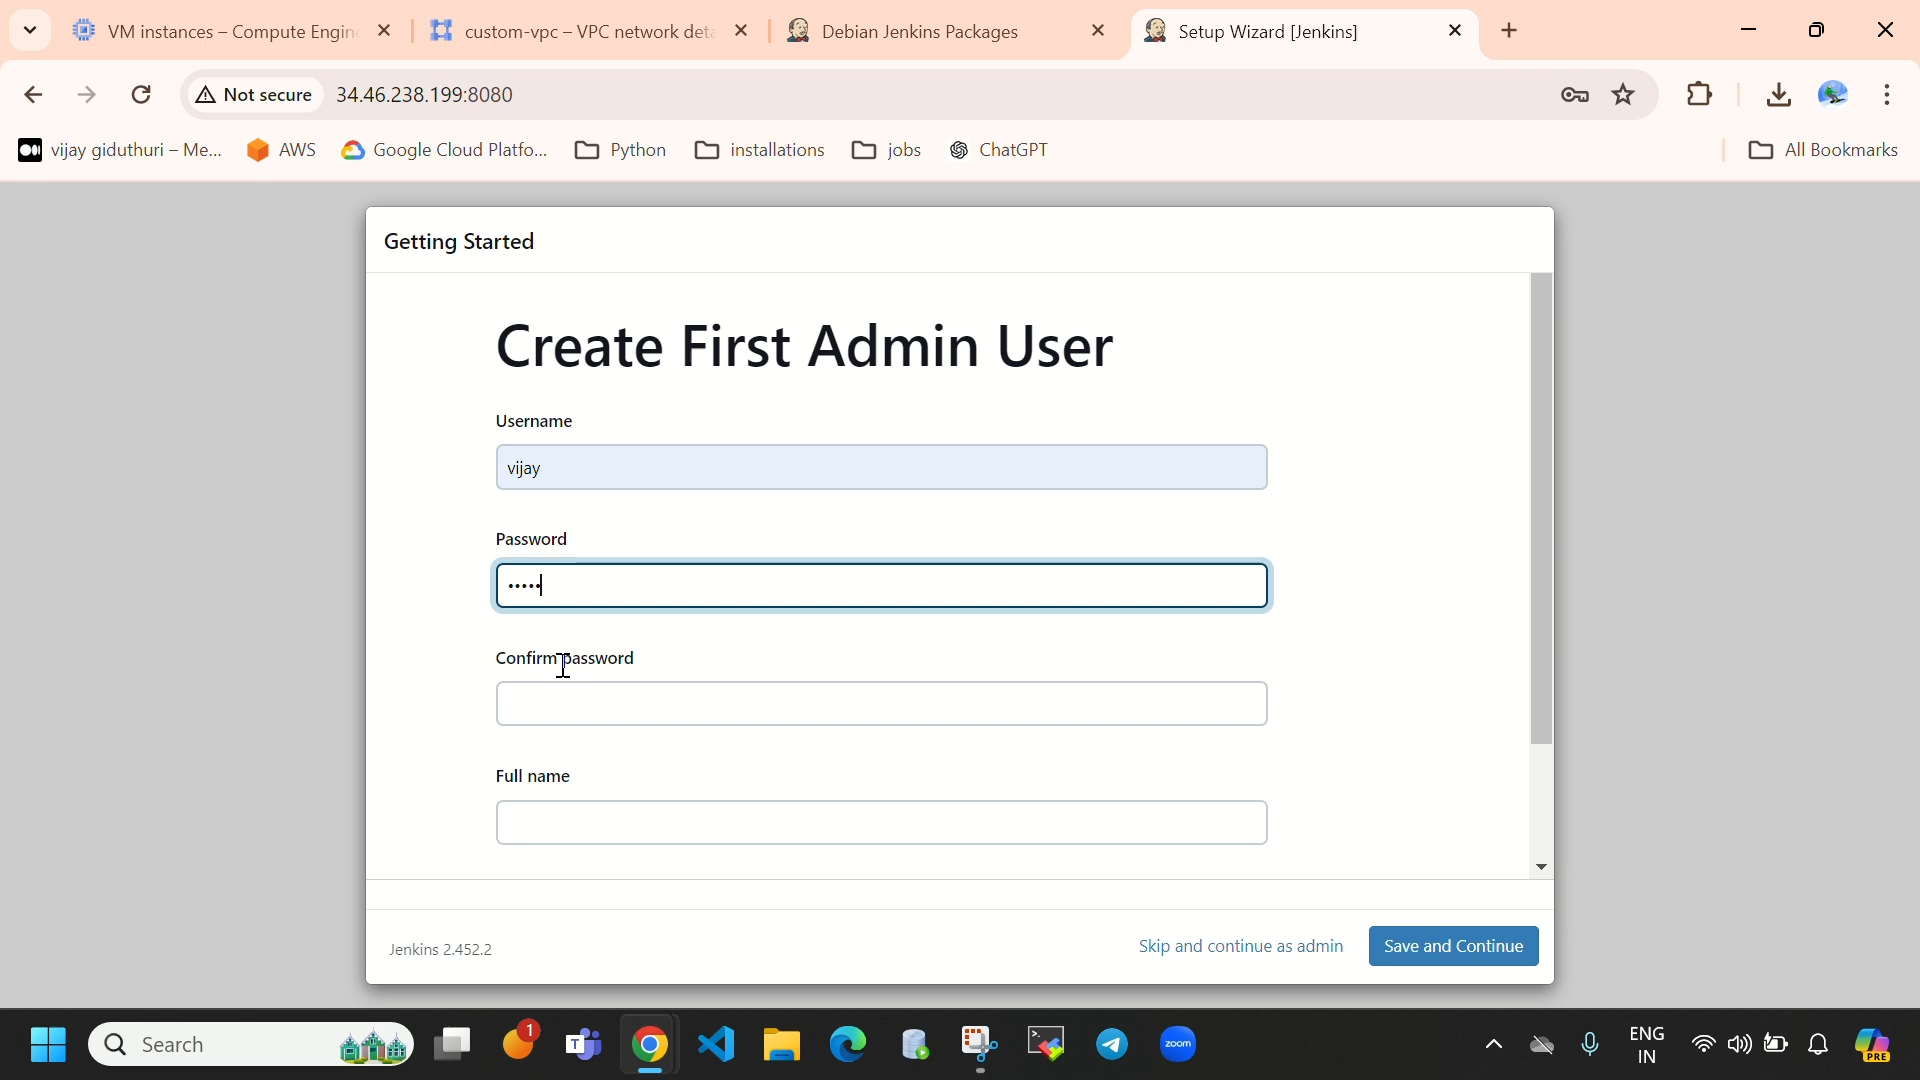 VM instances – Compute Engin
custom-vpc – VPC network deta
Debian Jenkins Packages
Setup Wizard [Jenkins]
Not secure
34.46.238.199:8080
vijay giduthuri – Me...
AWS
Google Cloud Platfo...
Python
installations
jobs
ChatGPT
All Bookmarks
Getting Started
Create First Admin User
Username
vijay
Password
•••••
Confirm password
Full name
Jenkins 2.452.2
Skip and continue as admin
Save and Continue
Search
1
zoom
ENG
IN
PRE